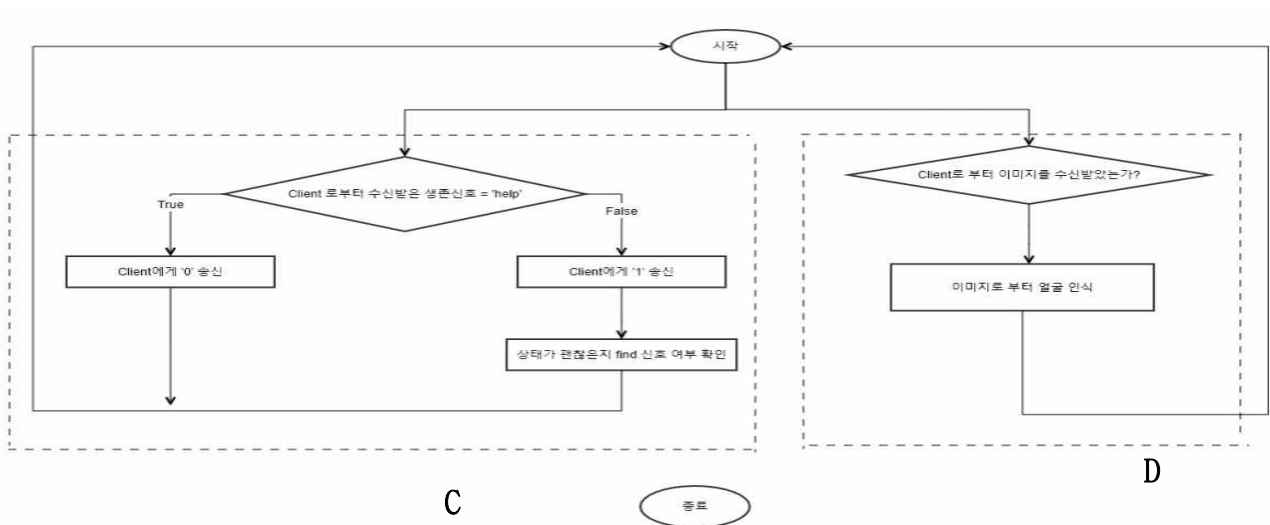 시작
Client 로부터 수신받은 생존신호 = 'help'
True
False
Client에게 '0' 송신
Client에게 '1' 송신
상태가 괜찮은지 find 신호 여부 확인
Client로 부터 이미지를 수신받았는가?
이미지로 부터 얼굴 인식
C
D
종료